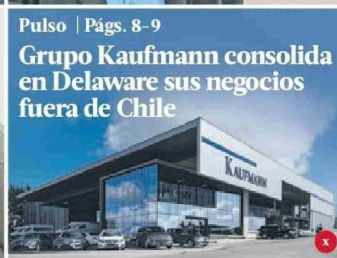 Pulso | Págs. 8-9
Grupo Kaufmann consolida
en Delaware sus negocios
fuera de Chile
KAUFMANN
x